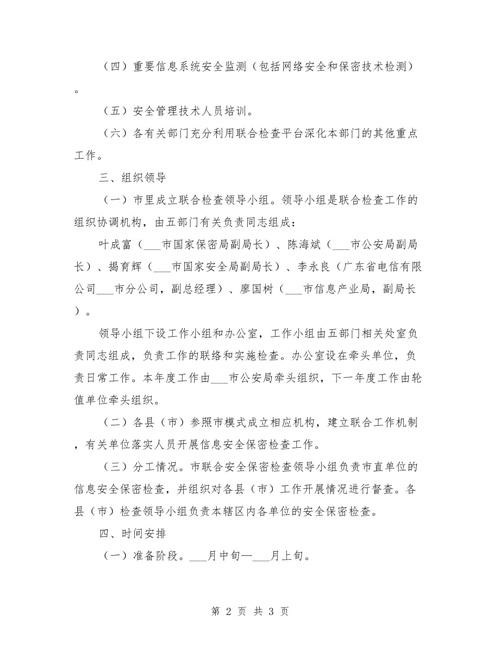 （四）重要信息系统安全监测（包括网络安全和保密技术检测）
。
（五）安全管理技术人员培训。
（六）各有关部门充分利用联合检查平台深化本部门的其他重点
工作。
三、组织领导
（一）市里成立联合检查领导小组。领导小组是联合检查工作的
组织协调机构，由五部门有关负责同志组成：
叶成富（___市国家保密局副局长）、陈海斌（___市公安局副局
长）、揭育辉（___市国家安全局副局长）、李永良（广东省电信有限
公司___市分公司，副总经理）、廖国树（___市信息产业局，副局长
）。
领导小组下设工作小组和办公室，工作小组由五部门相关处室负
责同志组成，负责工作的联络和实施检查。办公室设在牵头单位，负
责日常工作。本年度工作由___市公安局牵头组织，下一年度工作由轮
值单位牵头组织。
（二）各县（市）参照市模式成立相应机构，建立联合工作机制
，有关单位落实人员开展信息安全保密检查工作。
（三）分工情况。市联合安全保密检查领导小组负责市直单位的
信息安全保密检查，并组织对各县（市）工作开展情况进行督查。各
县（市）检查领导小组负责本辖区内各单位的安全保密检查。
四、时间安排
（一）准备阶段。___月中旬—___月上旬。
第 2 页 共 3 页